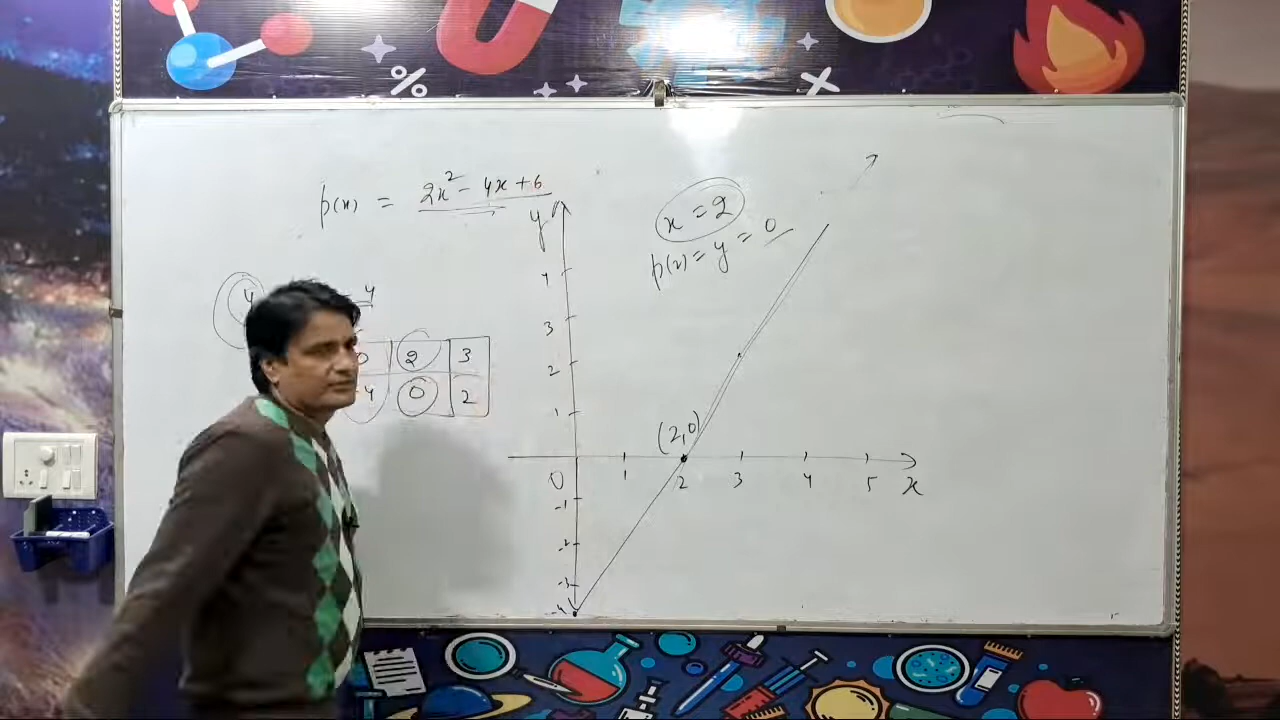 %
p(x) = 2x² - 4x + 6
y
x = 2
p(2) = y = 0
4
4
3
2
1
y
0 2 3
-4 0 2
(2,0)
0 1 2 3 4 5 x
-1
-2
-3
-4